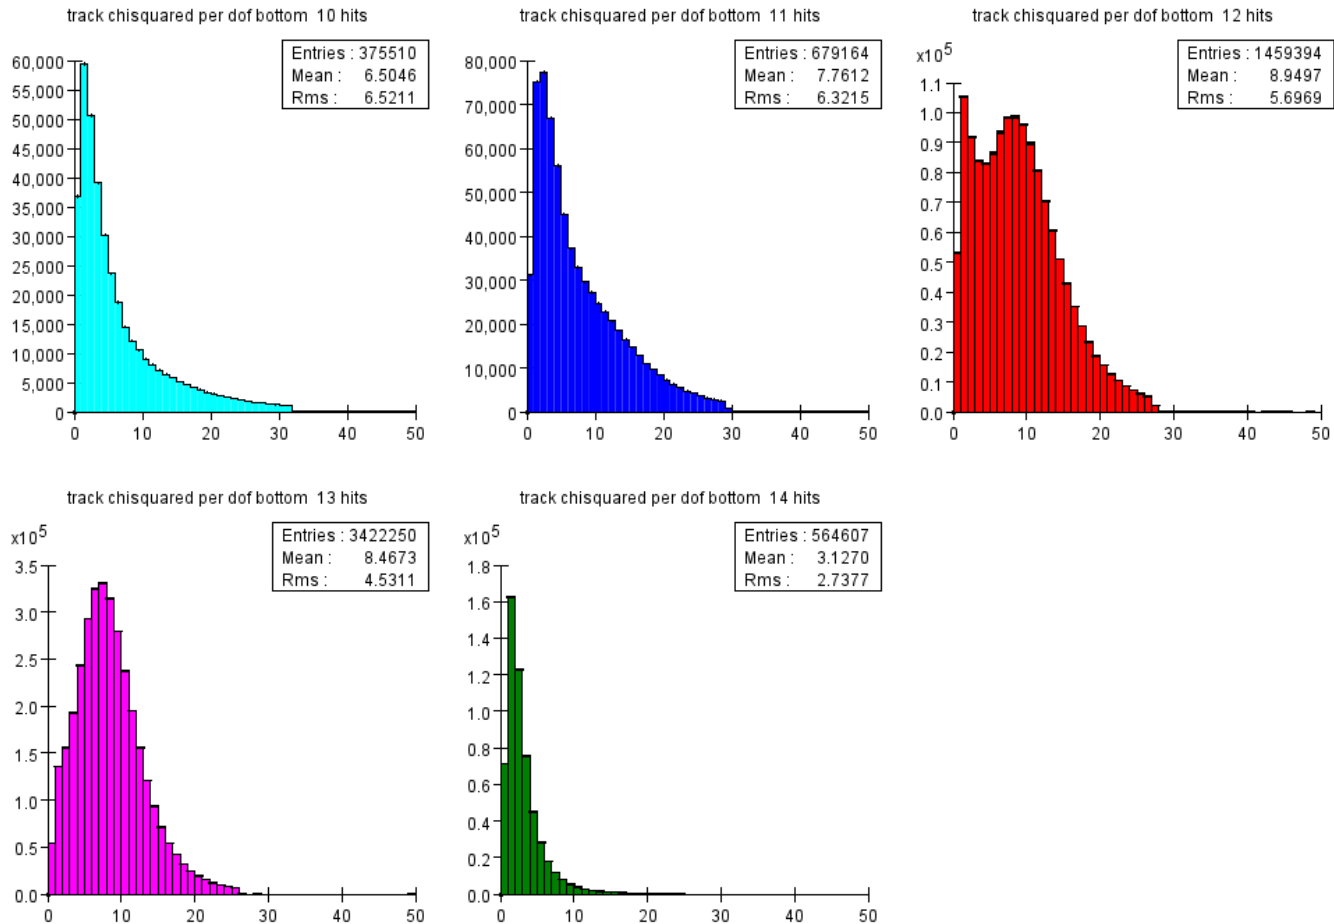 track chisquared per dof bottom 10 hits
Entries : 375510
Mean : 6.5046
Rms : 6.5211
60,000
55,000
50,000
45,000
40,000
35,000
30,000
25,000
20,000
15,000
10,000
5,000
0
0 10 20 30 40 50
track chisquared per dof bottom 11 hits
Entries : 679164
Mean : 7.7612
Rms : 6.3215
80,000
70,000
60,000
50,000
40,000
30,000
20,000
10,000
0
0 10 20 30 40 50
track chisquared per dof bottom 12 hits
x10^5
Entries : 1459394
Mean : 8.9497
Rms : 5.6969
1.1
1.0
0.9
0.8
0.7
0.6
0.5
0.4
0.3
0.2
0.1
0.0
0 10 20 30 40 50
track chisquared per dof bottom 13 hits
x10^5
Entries : 3422250
Mean : 8.4673
Rms : 4.5311
3.5
3.0
2.5
2.0
1.5
1.0
0.5
0.0
0 10 20 30 40 50
track chisquared per dof bottom 14 hits
x10^5
Entries : 564607
Mean : 3.1270
Rms : 2.7377
1.8
1.6
1.4
1.2
1.0
0.8
0.6
0.4
0.2
0.0
0 10 20 30 40 50